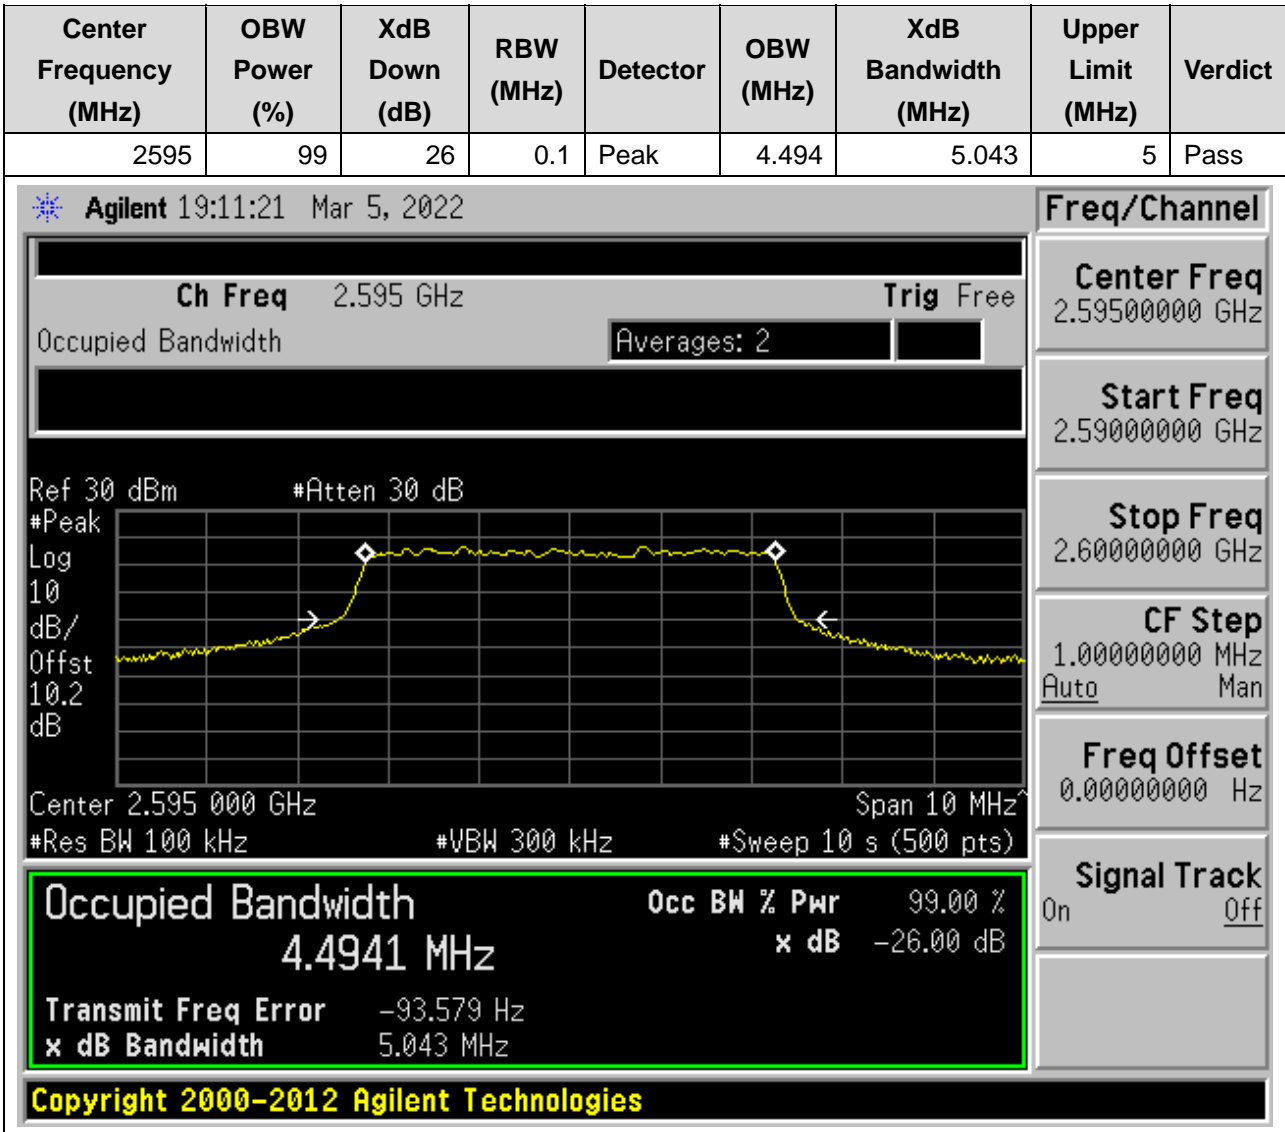 Center Frequency (MHz) OBW Power (%) XdB Down (dB) RBW (MHz) Detector OBW (MHz) XdB Bandwidth (MHz) Upper Limit (MHz) Verdict
2595 99 26 0.1 Peak 4.494 5.043 5 Pass
Agilent 19:11:21 Mar 5, 2022
Ch Freq 2.595 GHz Trig Free
Occupied Bandwidth Averages: 2
Ref 30 dBm #Atten 30 dB
#Peak
Log
10
dB/
Offst
10.2
dB
Center 2.595 000 GHz Span 10 MHz^
#Res BW 100 kHz #VBW 300 kHz #Sweep 10 s (500 pts)
Occupied Bandwidth Occ BW % Pwr 99.00 %
4.4941 MHz x dB -26.00 dB
Transmit Freq Error -93.579 Hz
x dB Bandwidth 5.043 MHz
Copyright 2000-2012 Agilent Technologies
Freq/Channel
Center Freq
2.59500000 GHz
Start Freq
2.59000000 GHz
Stop Freq
2.60000000 GHz
CF Step
1.00000000 MHz
Auto Man
Freq Offset
0.00000000 Hz
Signal Track
On Off